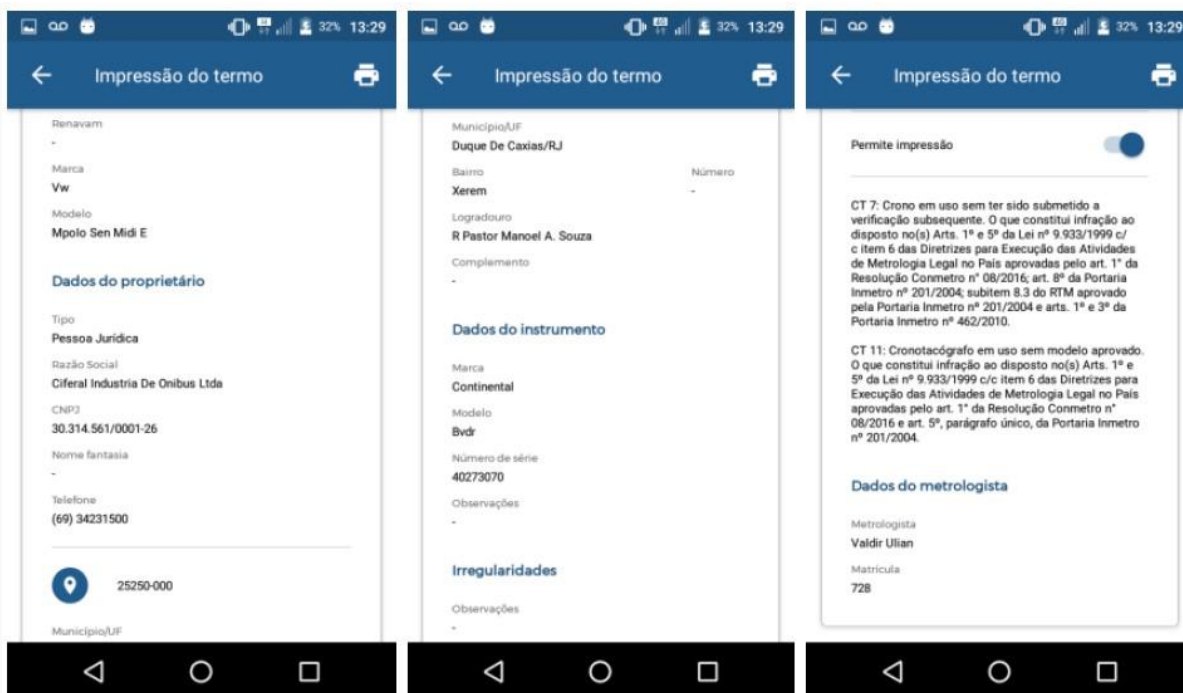 32% 13:29
Impressão do termo
Renavam
-
Marca
Vw
Modelo
Mpolo Sen Midi E
Dados do proprietário
Tipo
Pessoa Jurídica
Razão Social
Ciferal Industria De Onibus Ltda
CNPJ
30.314.561/0001-26
Nome fantasia
-
Telefone
(69) 34231500
25250-000
Município/UF
32% 13:29
Impressão do termo
Município/UF
Duque De Caxias/RJ
Bairro Número
Xerem -
Logradouro
R Pastor Manoel A. Souza
Complemento
-
Dados do instrumento
Marca
Continental
Modelo
Bvdr
Número de série
40273070
Observações
-
Irregularidades
Observações
-
4G 32% 13:29
Impressão do termo
Permite impressão
CT 7: Crono em uso sem ter sido submetido a
verificação subsequente. O que constitui infração ao
disposto no(s) Arts. 1º e 5º da Lei nº 9.933/1999 c/
c item 6 das Diretrizes para Execução das Atividades
de Metrologia Legal no País aprovadas pelo art. 1° da
Resolução Conmetro n° 08/2016; art. 8º da Portaria
Inmetro nº 201/2004; subitem 8.3 do RTM aprovado
pela Portaria Inmetro nº 201/2004 e arts. 1º e 3º da
Portaria Inmetro nº 462/2010.
CT 11: Cronotacógrafo em uso sem modelo aprovado.
O que constitui infração ao disposto no(s) Arts. 1º e
5º da Lei nº 9.933/1999 c/c item 6 das Diretrizes para
Execução das Atividades de Metrologia Legal no País
aprovadas pelo art. 1° da Resolução Conmetro n°
08/2016 e art. 5º, parágrafo único, da Portaria Inmetro
nº 201/2004.
Dados do metrologista
Metrologista
Valdir Ulian
Matrícula
728